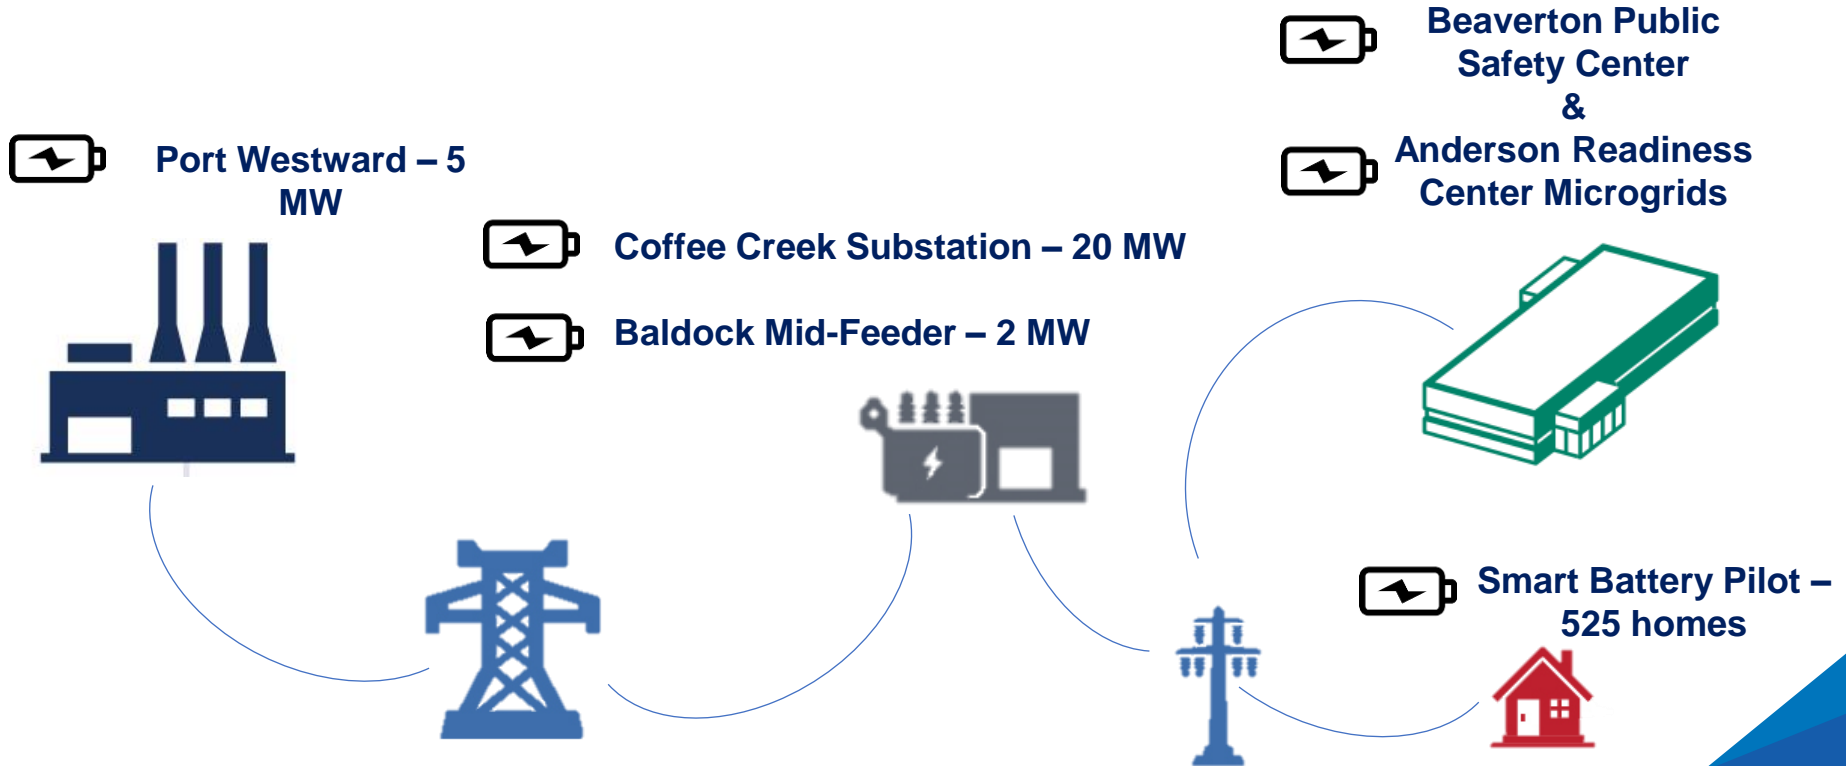 Port Westward – 5
MW
Coffee Creek Substation – 20 MW
Baldock Mid-Feeder – 2 MW
Beaverton Public
Safety Center
&
Anderson Readiness
Center Microgrids
Smart Battery Pilot –
525 homes